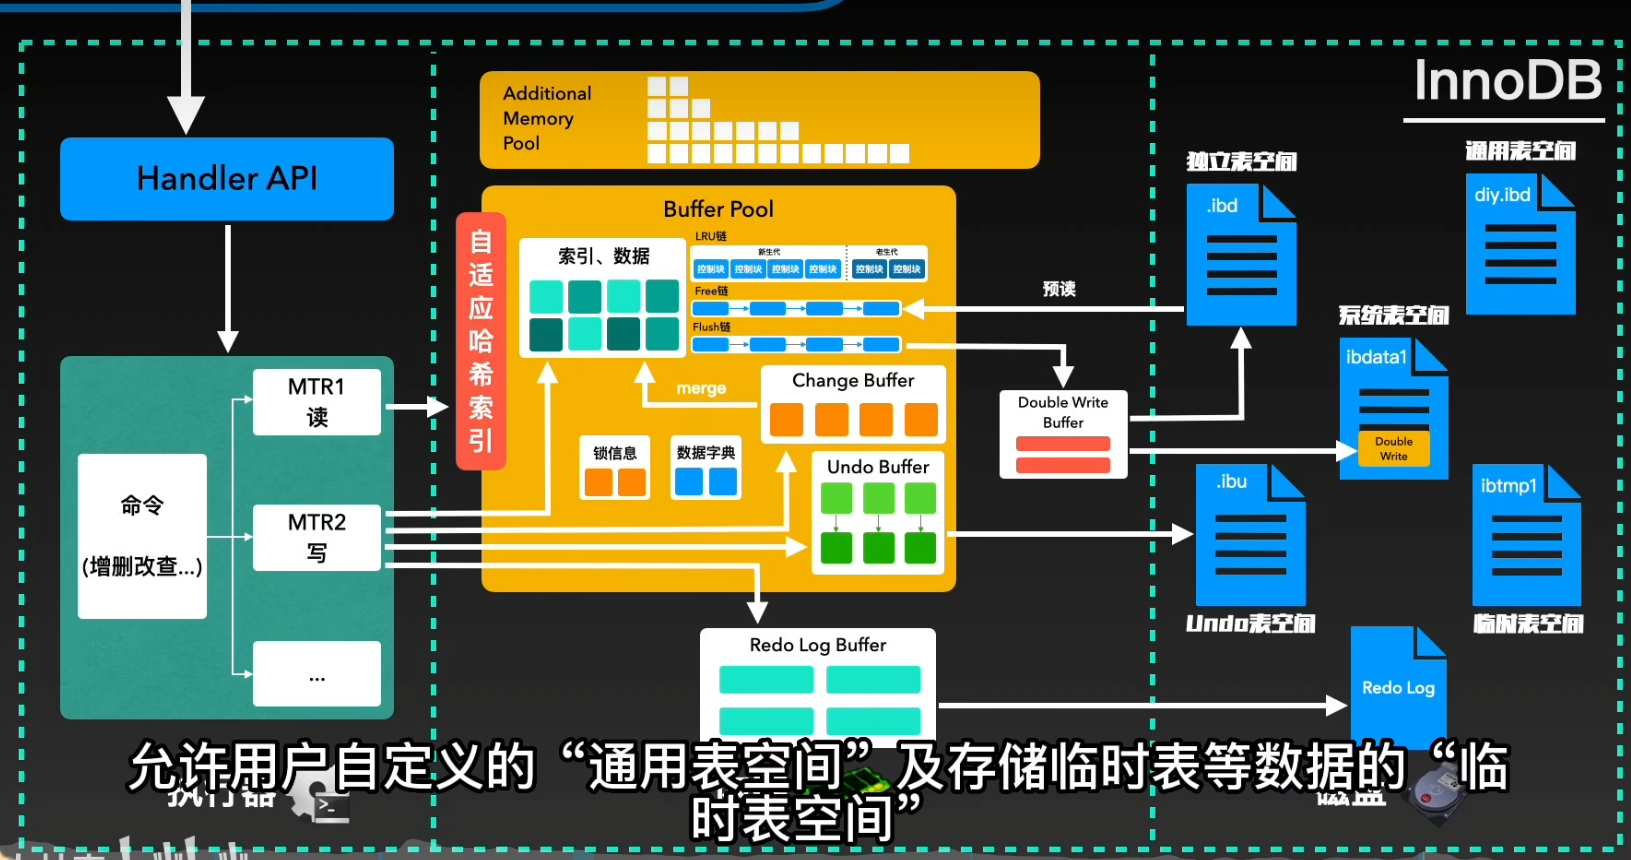 InnoDB
Handler API
命令
(增删改查...)
MTR1
读
MTR2
写
...
执行器
Additional
Memory
Pool
Buffer Pool
自适应哈希索引
索引、数据
LRU链
新生代
老生代
控制块
控制块
控制块
控制块
控制块
控制块
Free链
Flush链
merge
Change Buffer
锁信息
数据字典
Undo Buffer
Redo Log Buffer
预读
Double Write
Buffer
独立表空间
.ibd
通用表空间
diy.ibd
系统表空间
ibdata1
Double
Write
.ibu
Undo表空间
ibtmp1
临时表空间
Redo Log
磁盘
允许用户自定义的“通用表空间”及存储临时表等数据的“临
时表空间”